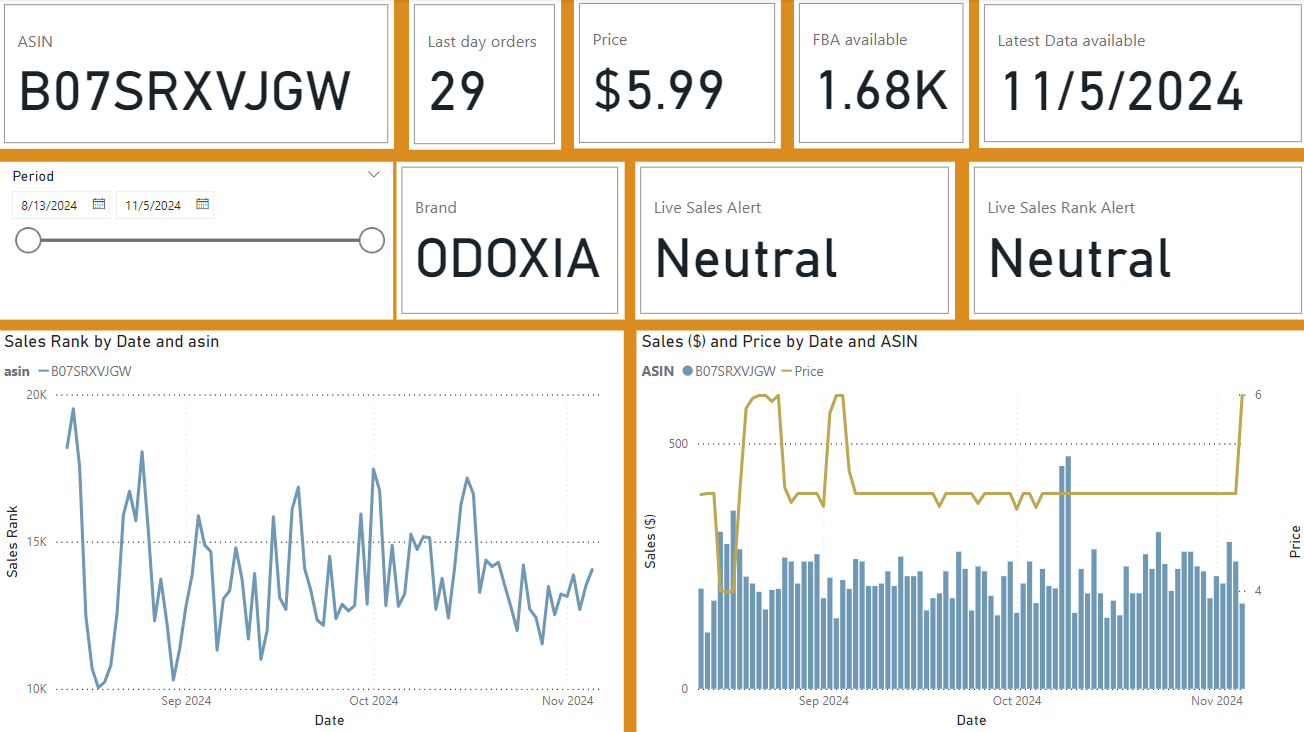 ASIN
B07SRXVJGW
Last day orders
29
Price
$5.99
FBA available
1.68K
Latest Data available
11/5/2024
Period
8/13/2024
11/5/2024
Brand
ODOXIA
Live Sales Alert
Neutral
Live Sales Rank Alert
Neutral
Sales Rank by Date and asin
asin B07SRXVJGW
20K
15K
10K
Sales Rank
Sep 2024
Oct 2024
Nov 2024
Date
Sales ($) and Price by Date and ASIN
ASIN B07SRXVJGW Price
500
0
Sales ($)
6
4
Price
Sep 2024
Oct 2024
Nov 2024
Date